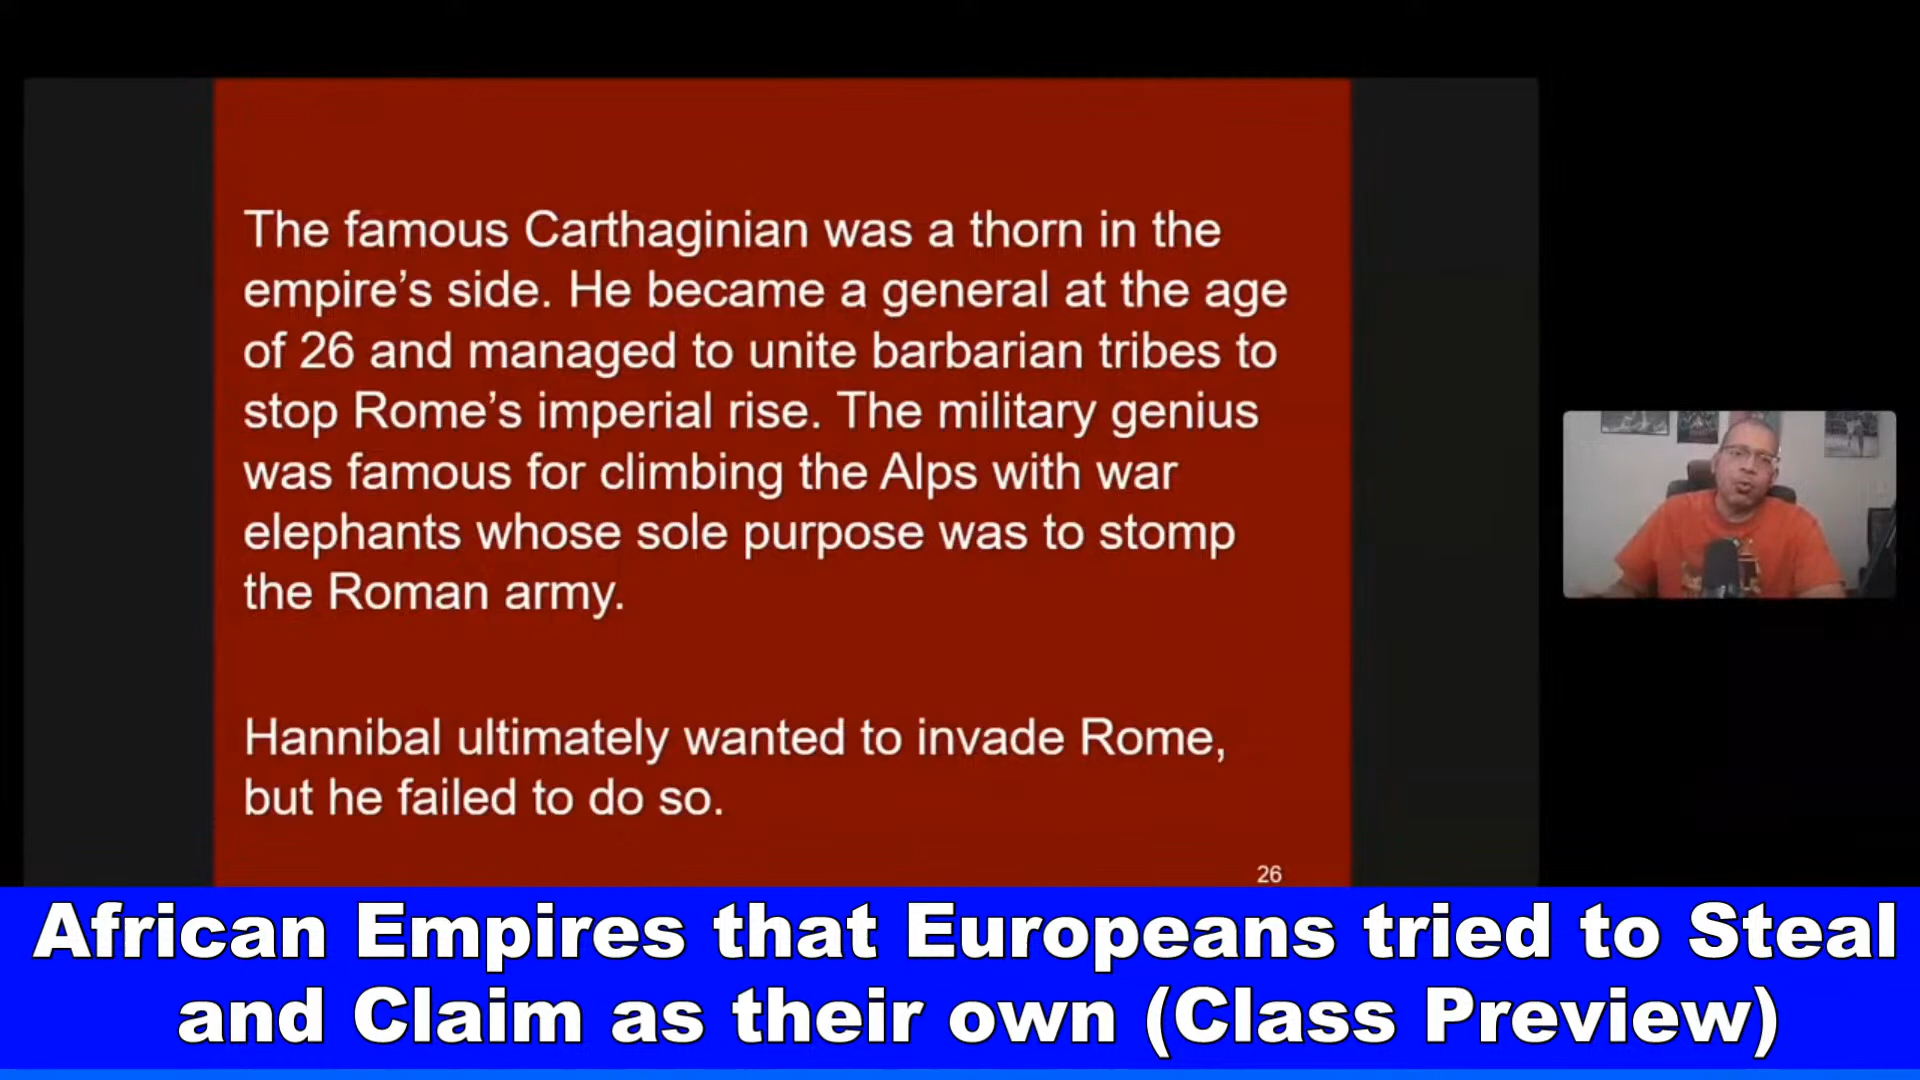 The famous Carthaginian was a thorn in the
empire’s side. He became a general at the age
of 26 and managed to unite barbarian tribes to
stop Rome’s imperial rise. The military genius
was famous for climbing the Alps with war
elephants whose sole purpose was to stomp
the Roman army.
Hannibal ultimately wanted to invade Rome,
but he failed to do so.
26
African Empires that Europeans tried to Steal
and Claim as their own (Class Preview)